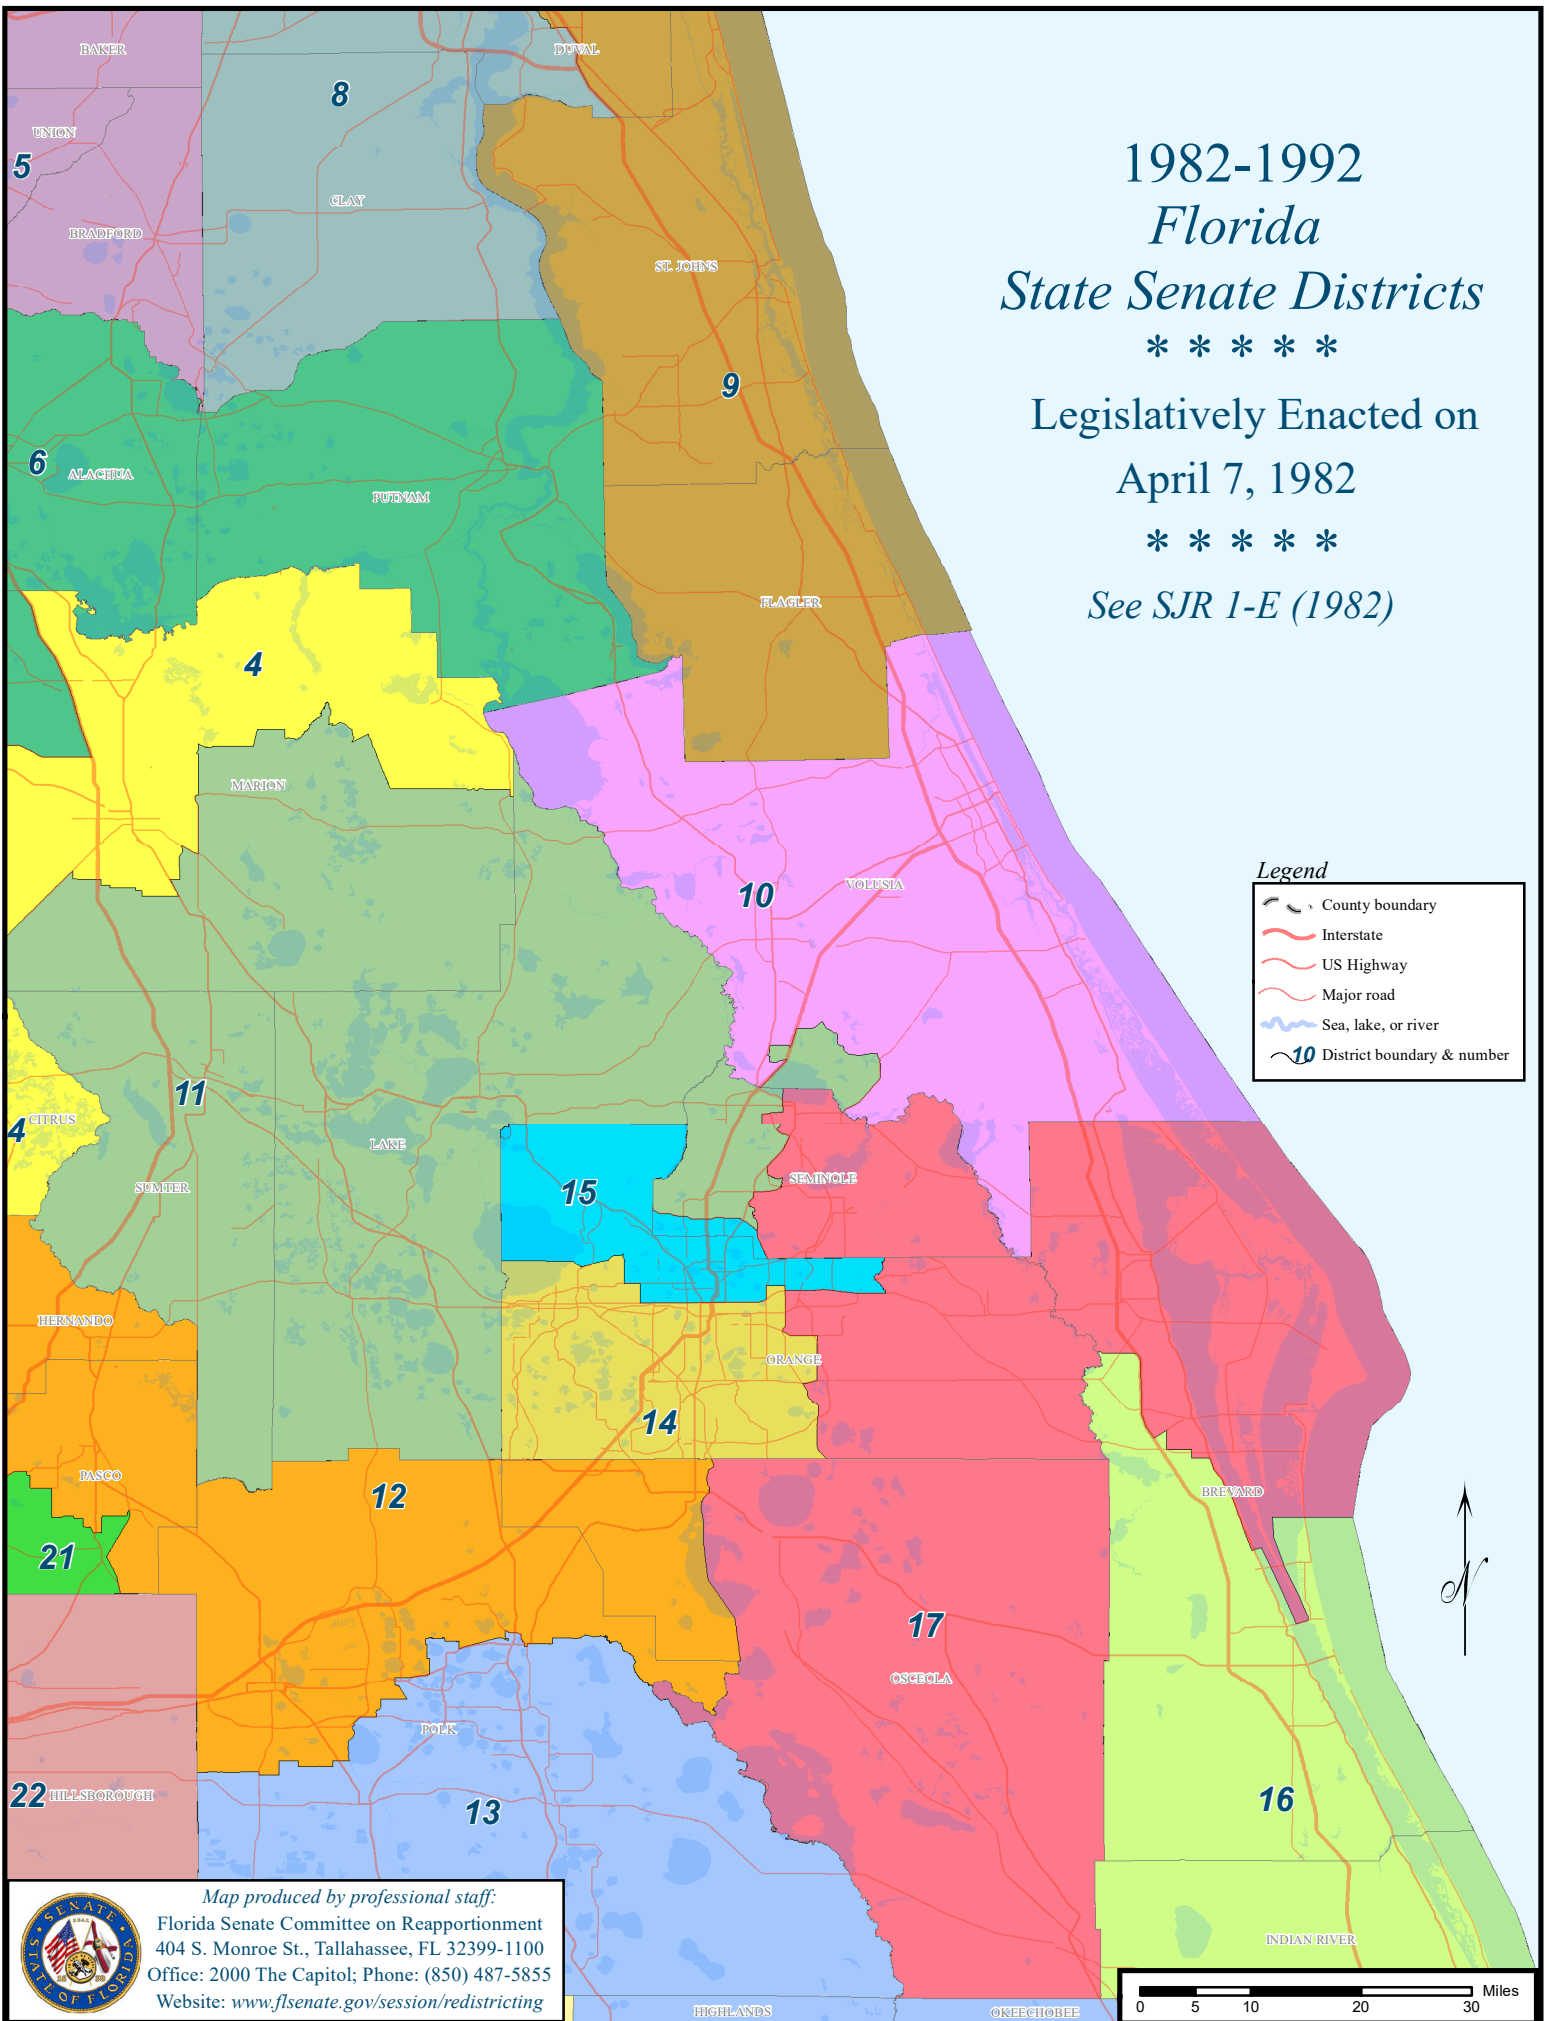 1982-1992
Florida
State Senate Districts
* * * * *
Legislatively Enacted on
April 7, 1982
* * * * *
See SJR 1-E (1982)
BAKER
DUVAL
8
UNION
5
CLAY
BRADFORD
ST. JOHNS
9
6
ALACHUA
PUTNAM
FLAGLER
4
MARION
10
VOLUSIA
Legend
County boundary
Interstate
US Highway
Major road
Sea, lake, or river
10 District boundary & number
11
4 CITRUS
LAKE
SUMTER
15
SEMINOLE
HERNANDO
ORANGE
14
PASCO
12
BREVARD
21
17
OSCEOLA
POLK
22 HILLSBOROUGH
13
16
INDIAN RIVER
HIGHLANDS
OKEECHOBEE
N
Map produced by professional staff:
Florida Senate Committee on Reapportionment
404 S. Monroe St., Tallahassee, FL 32399-1100
Office: 2000 The Capitol; Phone: (850) 487-5855
Website: www.flsenate.gov/session/redistricting
SENATE
STATE OF FLORIDA
Miles
0 5 10 20 30